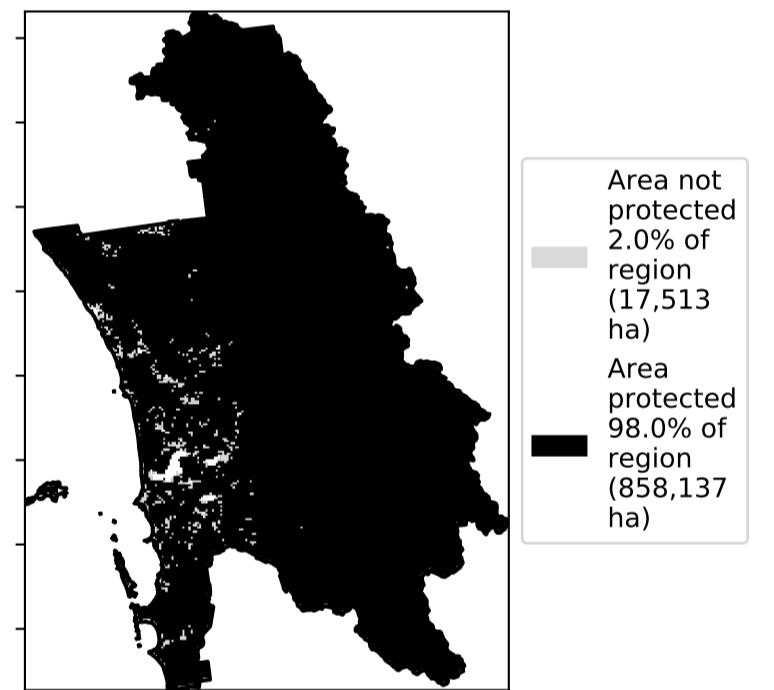 Area not
protected
2.0% of
region
(17,513
ha)
Area
protected
98.0% of
region
(858,137
ha)